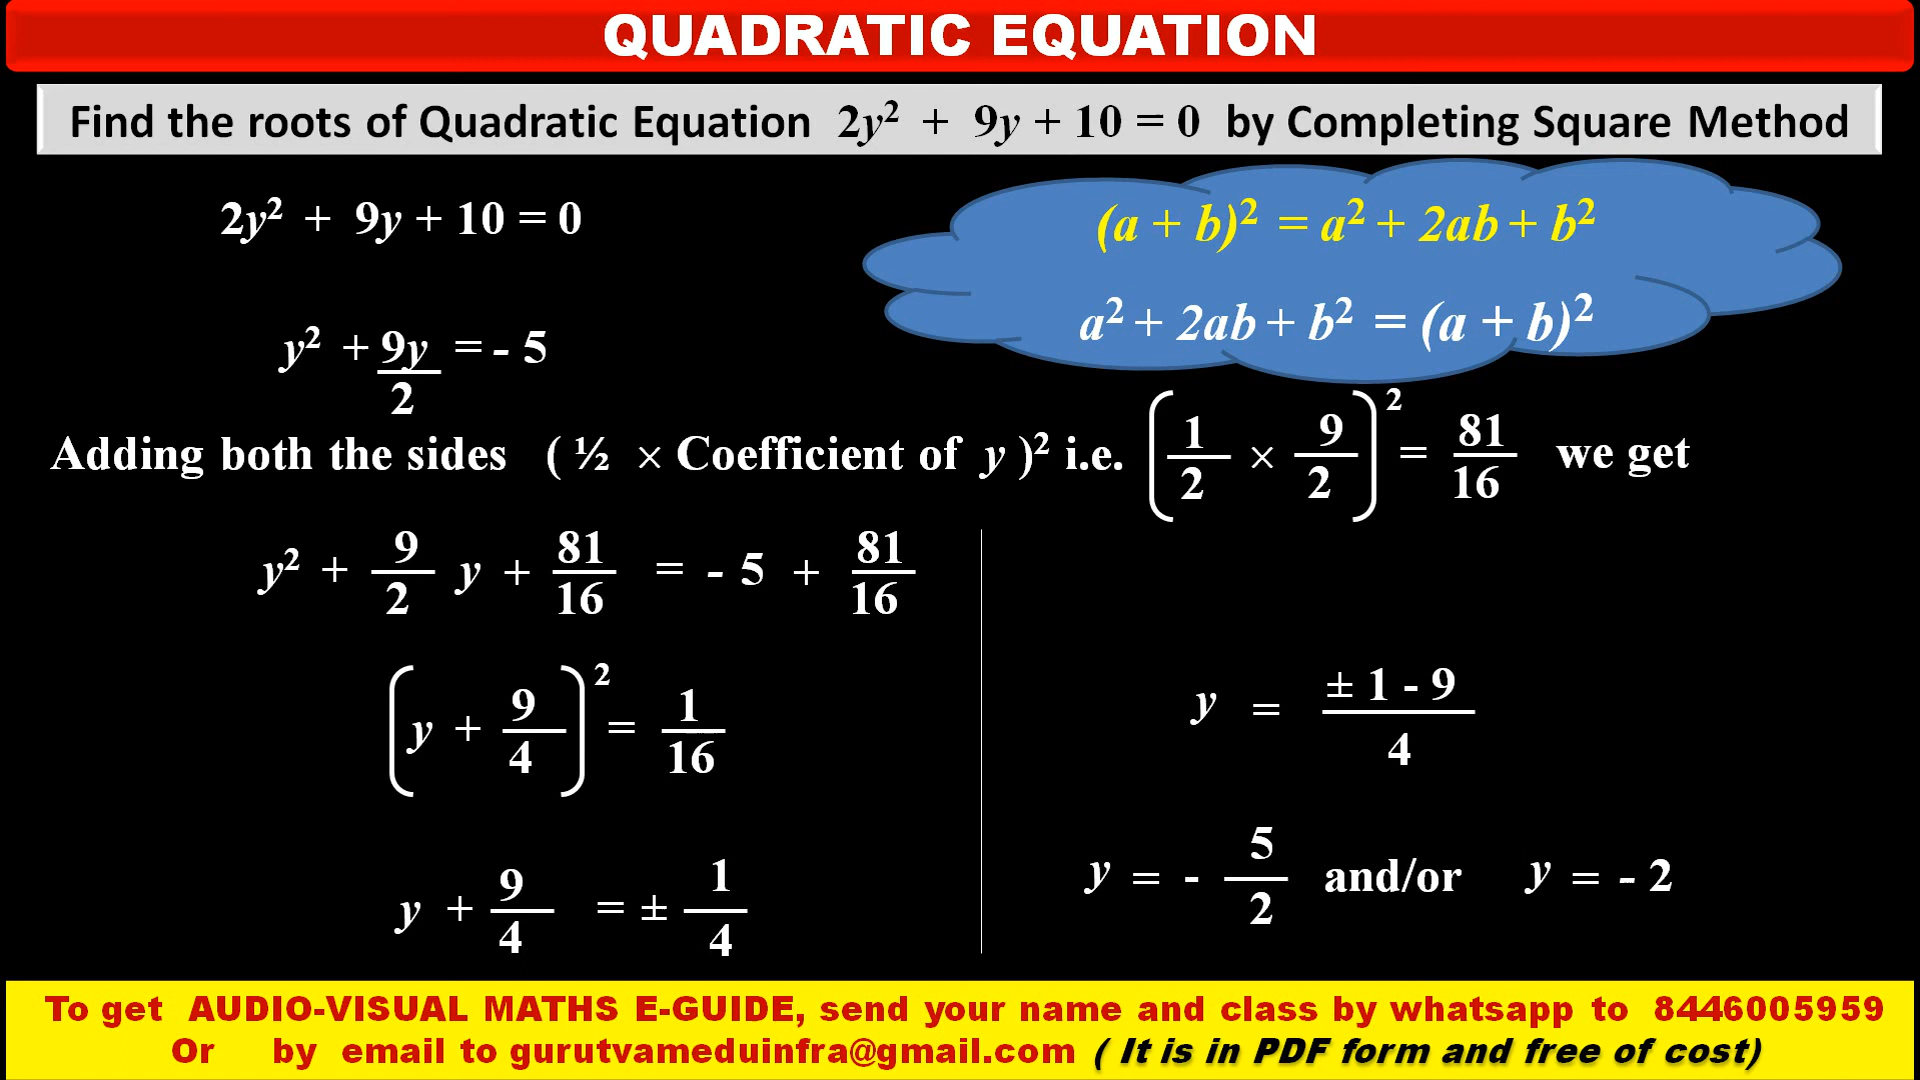 QUADRATIC EQUATION
Find the roots of Quadratic Equation 2y² + 9y + 10 = 0 by Completing Square Method
2y² + 9y + 10 = 0
(a + b)² = a² + 2ab + b²
a² + 2ab + b² = (a + b)²
y² + 9y/2 = - 5
Adding both the sides ( ½ × Coefficient of y )² i.e. (1/2 × 9/2)² = 81/16 we get
y² + 9/2 y + 81/16 = - 5 + 81/16
(y + 9/4)² = 1/16
y + 9/4 = ± 1/4
y = ± 1 - 9/4
y = - 5/2 and/or y = - 2
To get AUDIO-VISUAL MATHS E-GUIDE, send your name and class by whatsapp to 8446005959
Or by email to gurutvameduinfra@gmail.com ( It is in PDF form and free of cost)